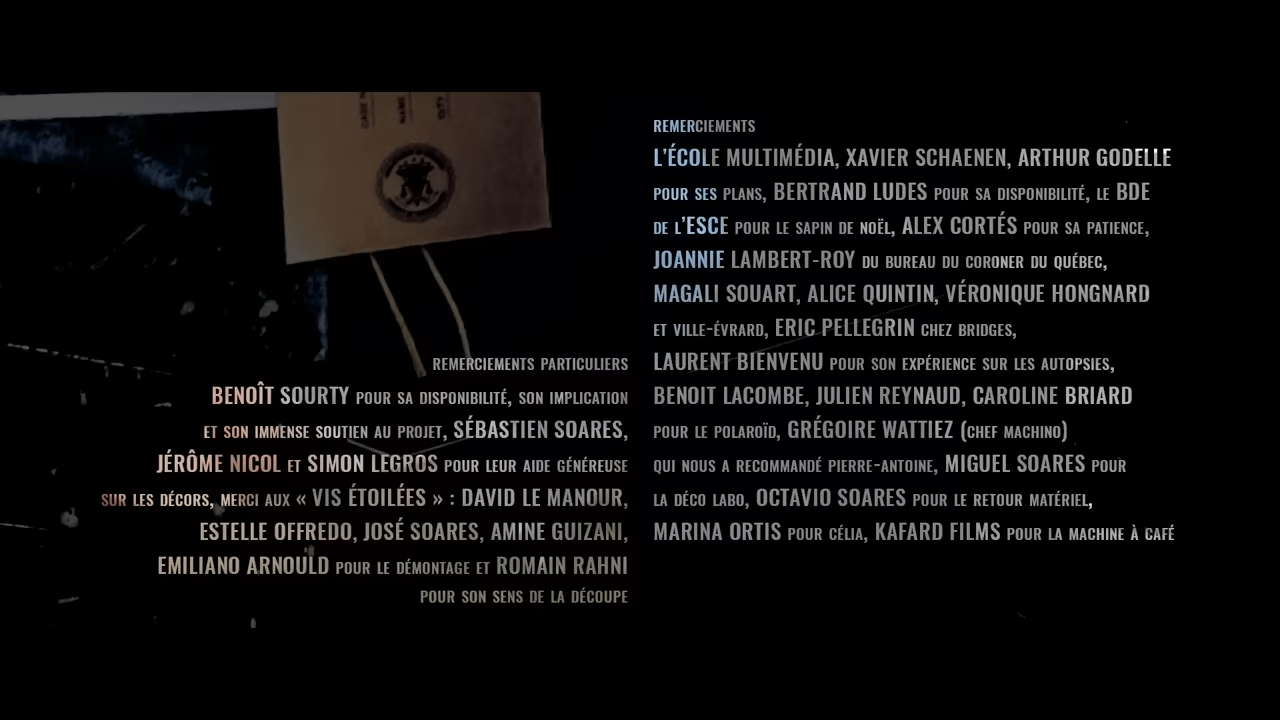 CASE N
NAME
CITY
REMERCIEMENTS PARTICULIERS
BENOÎT SOURTY POUR SA DISPONIBILITÉ, SON IMPLICATION
ET SON IMMENSE SOUTIEN AU PROJET, SÉBASTIEN SOARES,
JÉRÔME NICOL ET SIMON LEGROS POUR LEUR AIDE GÉNÉREUSE
SUR LES DÉCORS, MERCI AUX « VIS ÉTOILÉES » : DAVID LE MANOUR,
ESTELLE OFFREDO, JOSÉ SOARES, AMINE GUIZANI,
EMILIANO ARNOULD POUR LE DÉMONTAGE ET ROMAIN RAHNI
POUR SON SENS DE LA DÉCOUPE
REMERCIEMENTS
L'ÉCOLE MULTIMÉDIA, XAVIER SCHAENEN, ARTHUR GODELLE
POUR SES PLANS, BERTRAND LUDES POUR SA DISPONIBILITÉ, LE BDE
DE L'ESCE POUR LE SAPIN DE NOËL, ALEX CORTÉS POUR SA PATIENCE,
JOANNIE LAMBERT-ROY DU BUREAU DU CORONER DU QUÉBEC,
MAGALI SOUART, ALICE QUINTIN, VÉRONIQUE HONGNARD
ET VILLE-ÉVRARD, ERIC PELLEGRIN CHEZ BRIDGES,
LAURENT BIENVENU POUR SON EXPÉRIENCE SUR LES AUTOPSIES,
BENOIT LACOMBE, JULIEN REYNAUD, CAROLINE BRIARD
POUR LE POLAROÏD, GRÉGOIRE WATTIEZ (CHEF MACHINO)
QUI NOUS A RECOMMANDÉ PIERRE-ANTOINE, MIGUEL SOARES POUR
LA DÉCO LABO, OCTAVIO SOARES POUR LE RETOUR MATÉRIEL,
MARINA ORTIS POUR CÉLIA, KAFARD FILMS POUR LA MACHINE À CAFÉ